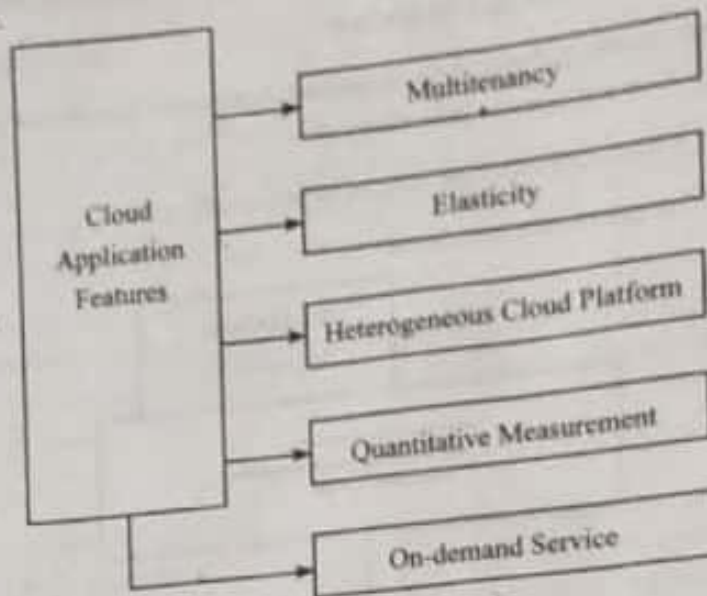 Cloud
Application
Features
Multitenancy
Elasticity
Heterogeneous Cloud Platform
Quantitative Measurement
On-demand Service